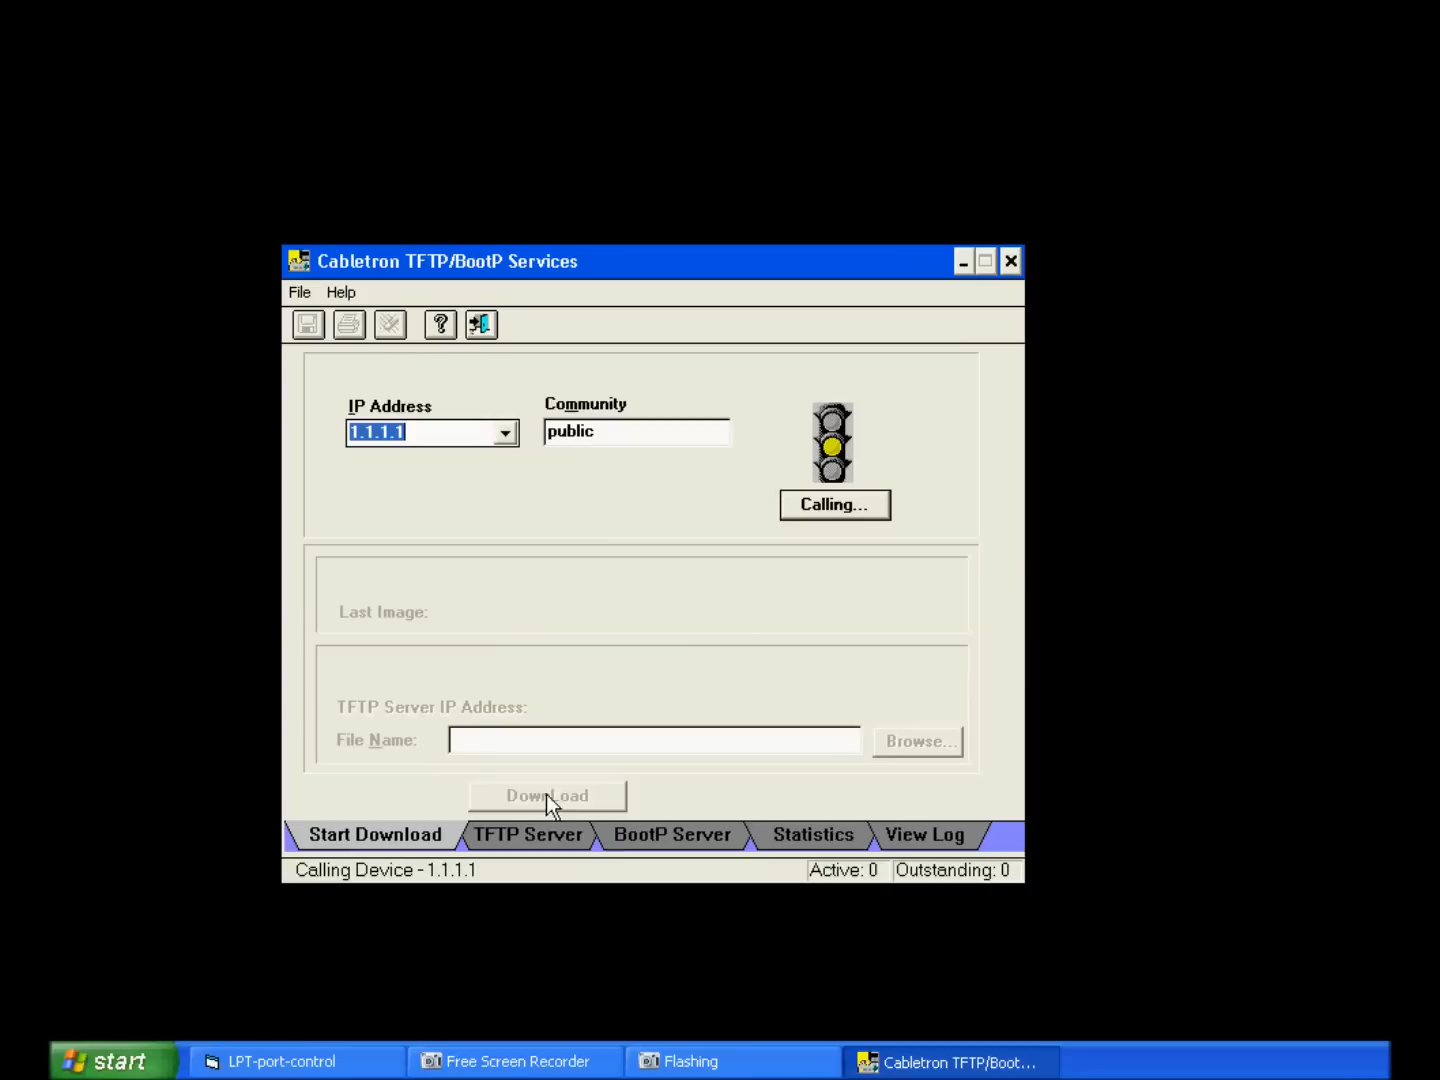 Cabletron TFTP/BootP Services
File Help
IP Address
Community
1.1.1.1
public
Calling...
Last Image:
TFTP Server IP Address:
File Name:
Browse...
DownLoad
Start Download
TFTP Server
BootP Server
Statistics
View Log
Calling Device - 1.1.1.1
Active: 0
Outstanding: 0
start
LPT-port-control
Free Screen Recorder
Flashing
Cabletron TFTP/Boot...